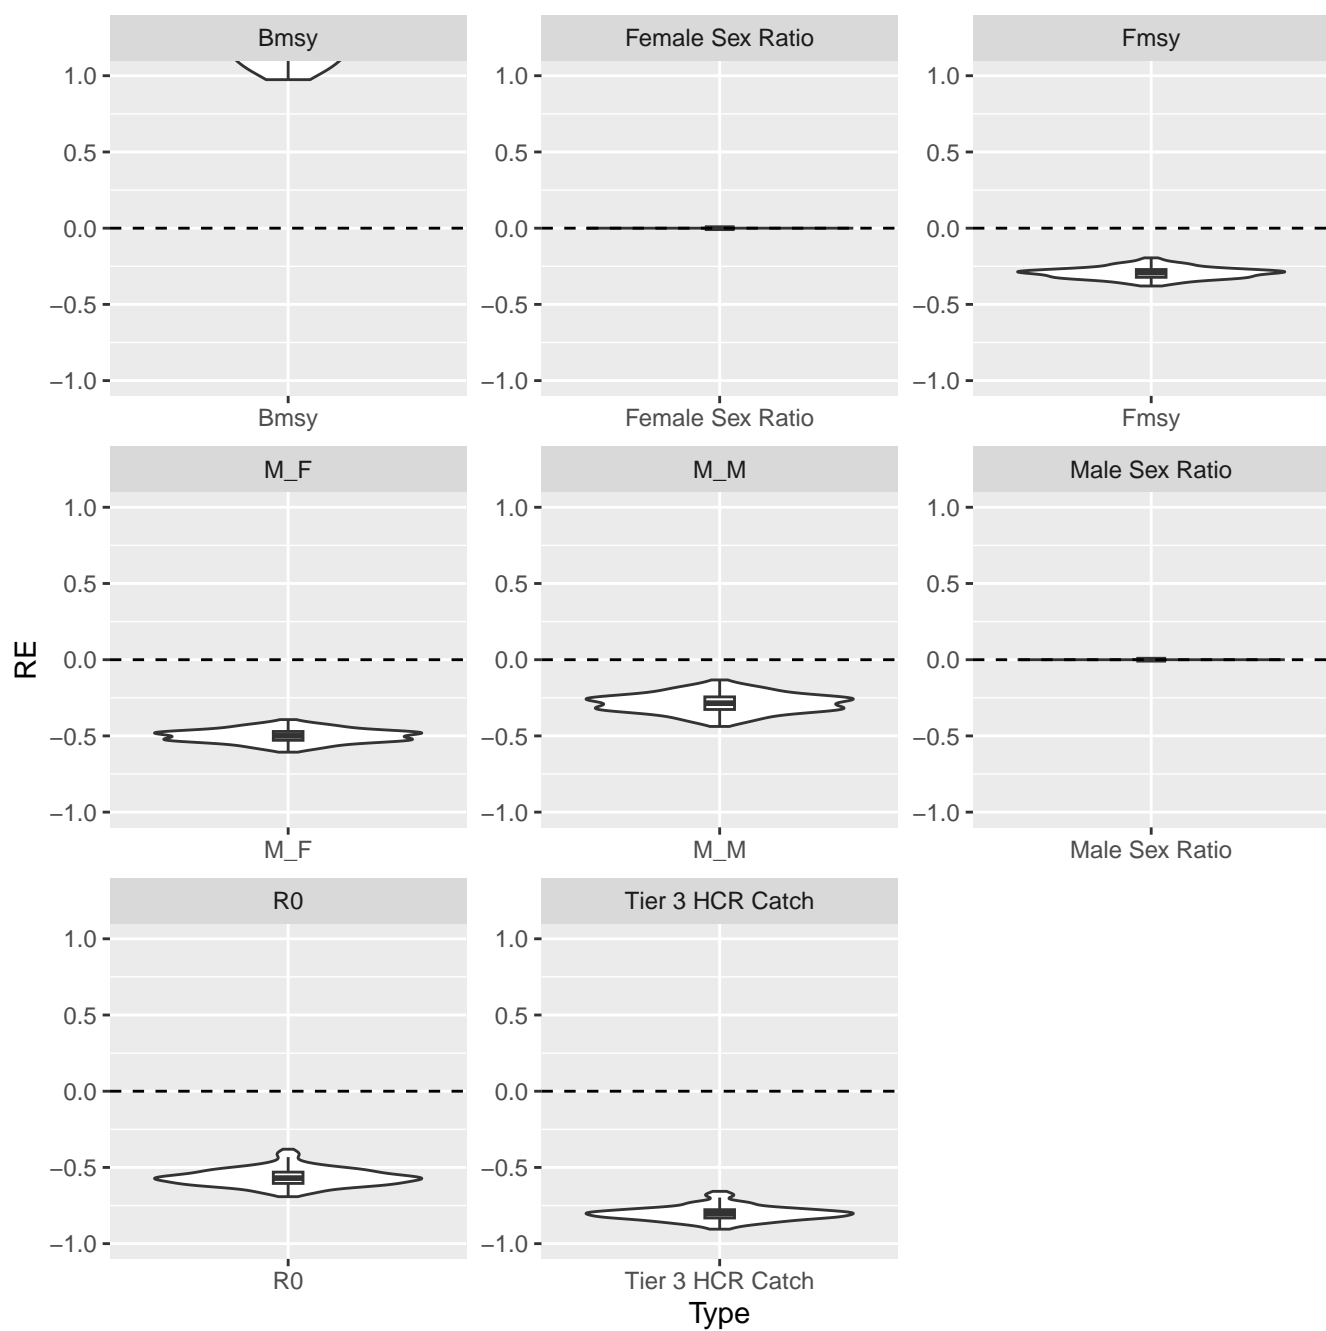 Bmsy Female Sex Ratio Fmsy
1.0 1.0 1.0
0.5 0.5 0.5
0.0 0.0 0.0
−0.5 −0.5 −0.5
−1.0 −1.0 −1.0
Bmsy Female Sex Ratio Fmsy
M_F M_M Male Sex Ratio
1.0 1.0 1.0
0.5 0.5 0.5
RE
0.0 0.0 0.0
−0.5 −0.5 −0.5
−1.0 −1.0 −1.0
M_F M_M Male Sex Ratio
R0 Tier 3 HCR Catch
1.0 1.0
0.5 0.5
0.0 0.0
−0.5 −0.5
−1.0 −1.0
R0 Tier 3 HCR Catch
Type